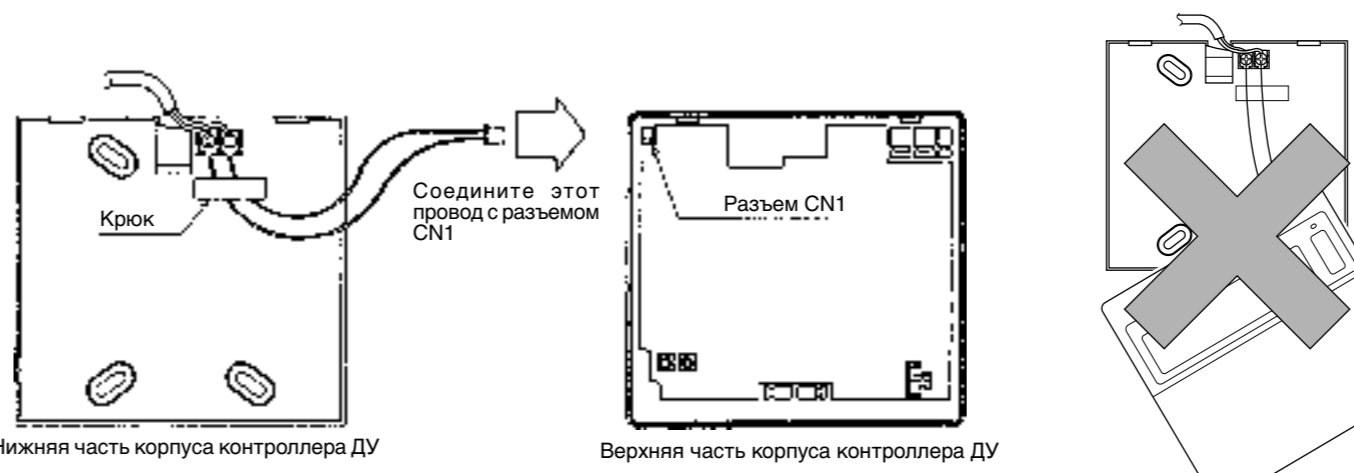 Крюк
Соедините этот
провод с разъемом
CN1
Разъем CN1
Нижняя часть корпуса контроллера ДУ
Верхняя часть корпуса контроллера ДУ